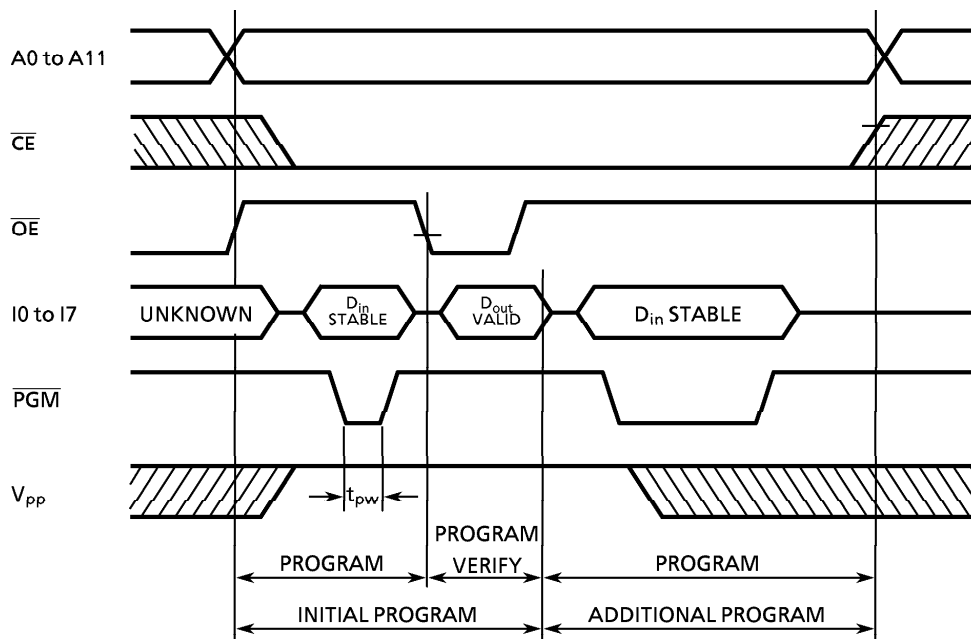 A0 to A11
CE
OE
I0 to I7
UNKNOWN
Din
STABLE
Dout
VALID
Din STABLE
PGM
Vpp
tpw
PROGRAM
PROGRAM
VERIFY
PROGRAM
INITIAL PROGRAM
ADDITIONAL PROGRAM